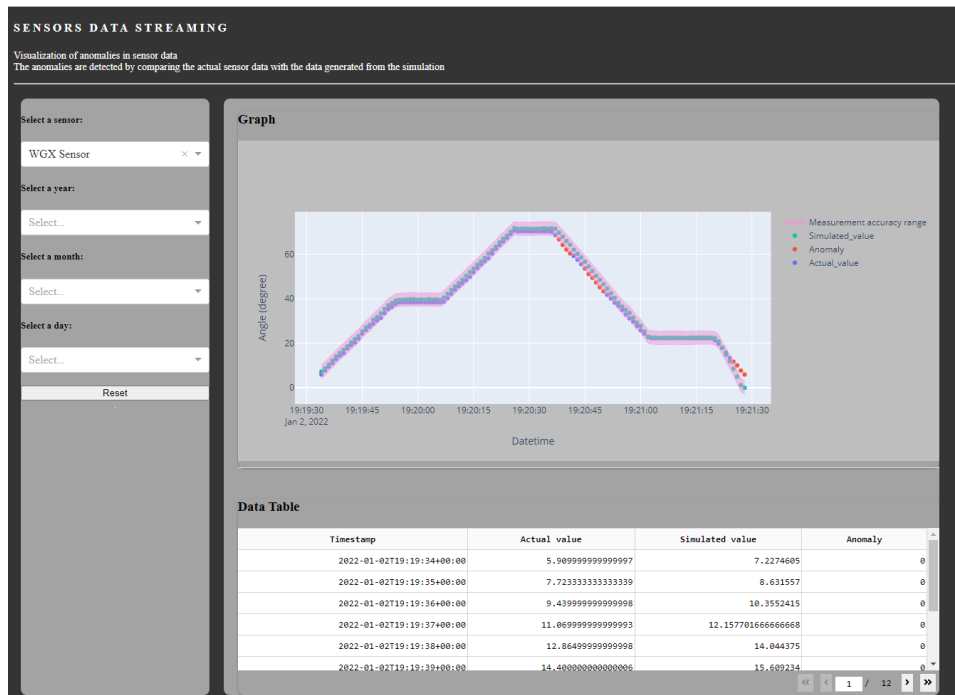 SENSORS DATA STREAMING
Visualization of anomalies in sensor data
The anomalies are detected by comparing the actual sensor data with the data generated from the simulation
Select a sensor:
WGX Sensor
Select a year:
Select...
Select a month:
Select...
Select a day:
Select...
Reset
Graph
Measurement accuracy range
Simulated_value
Anomaly
Actual_value
Angle (degree)
60
40
20
0
19:19:30 19:19:45 19:20:00 19:20:15 19:20:30 19:20:45 19:21:00 19:21:15 19:21:30
Jan 2, 2022
Datetime
Data Table
Timestamp Actual value Simulated value Anomaly
2022-01-02T19:19:34+00:00 5.909999999999997 7.2274605 0
2022-01-02T19:19:35+00:00 7.723333333333339 8.631557 0
2022-01-02T19:19:36+00:00 9.439999999999998 10.3552415 0
2022-01-02T19:19:37+00:00 11.069999999999993 12.157701666666668 0
2022-01-02T19:19:38+00:00 12.86499999999998 14.044375 0
2022-01-02T19:19:39+00:00 14.400000000000006 15.609234 0
1 / 12